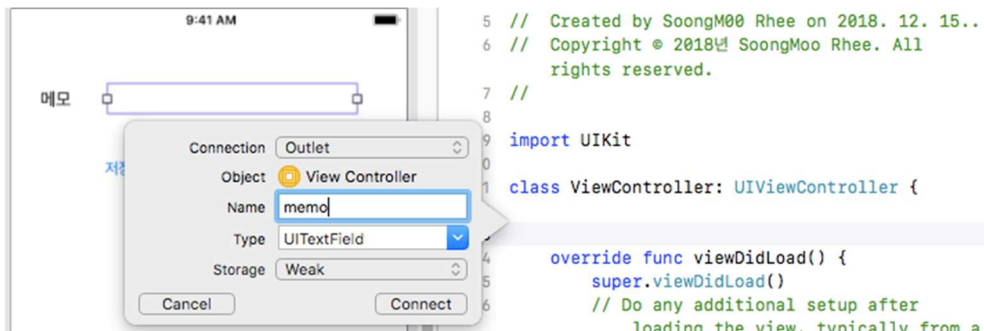 9:41 AM
메모
Connection Outlet
Object View Controller
Name memo
Type UITextField
Storage Weak
Cancel Connect
5 // Created by SoongM00 Rhee on 2018. 12. 15..
6 // Copyright © 2018년 SoongMoo Rhee. All
rights reserved.
7 //
8
9 import UIKit
class ViewController: UIViewController {
override func viewDidLoad() {
super.viewDidLoad()
// Do any additional setup after
loading the view, typically from a